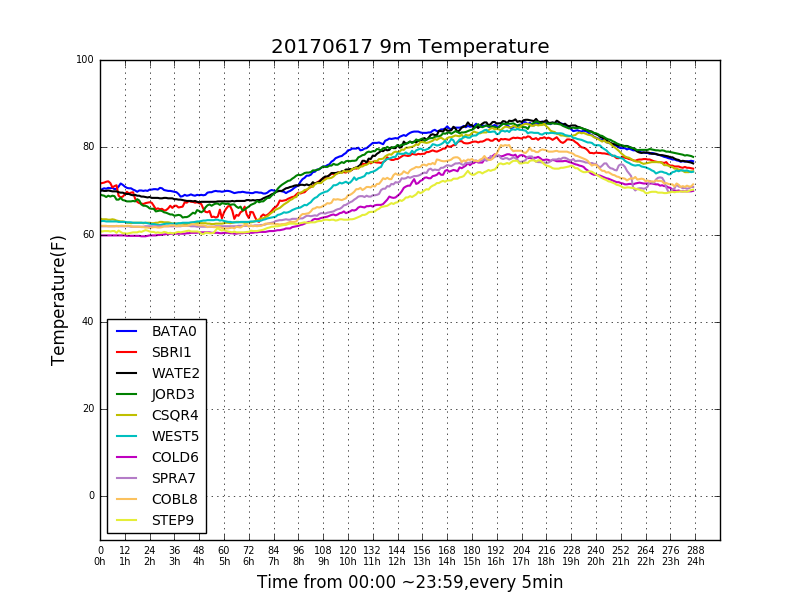 20170617 9m Temperature
Temperature(F)
100
80
60
40
20
0
BATA0
SBRI1
WATE2
JORD3
CSQR4
WEST5
COLD6
SPRA7
COBL8
STEP9
0 12 24 36 48 60 72 84 96 108 120 132 144 156 168 180 192 204 216 228 240 252 264 276 288
0h 1h 2h 3h 4h 5h 6h 7h 8h 9h 10h 11h 12h 13h 14h 15h 16h 17h 18h 19h 20h 21h 22h 23h 24h
Time from 00:00 ~23:59,every 5min